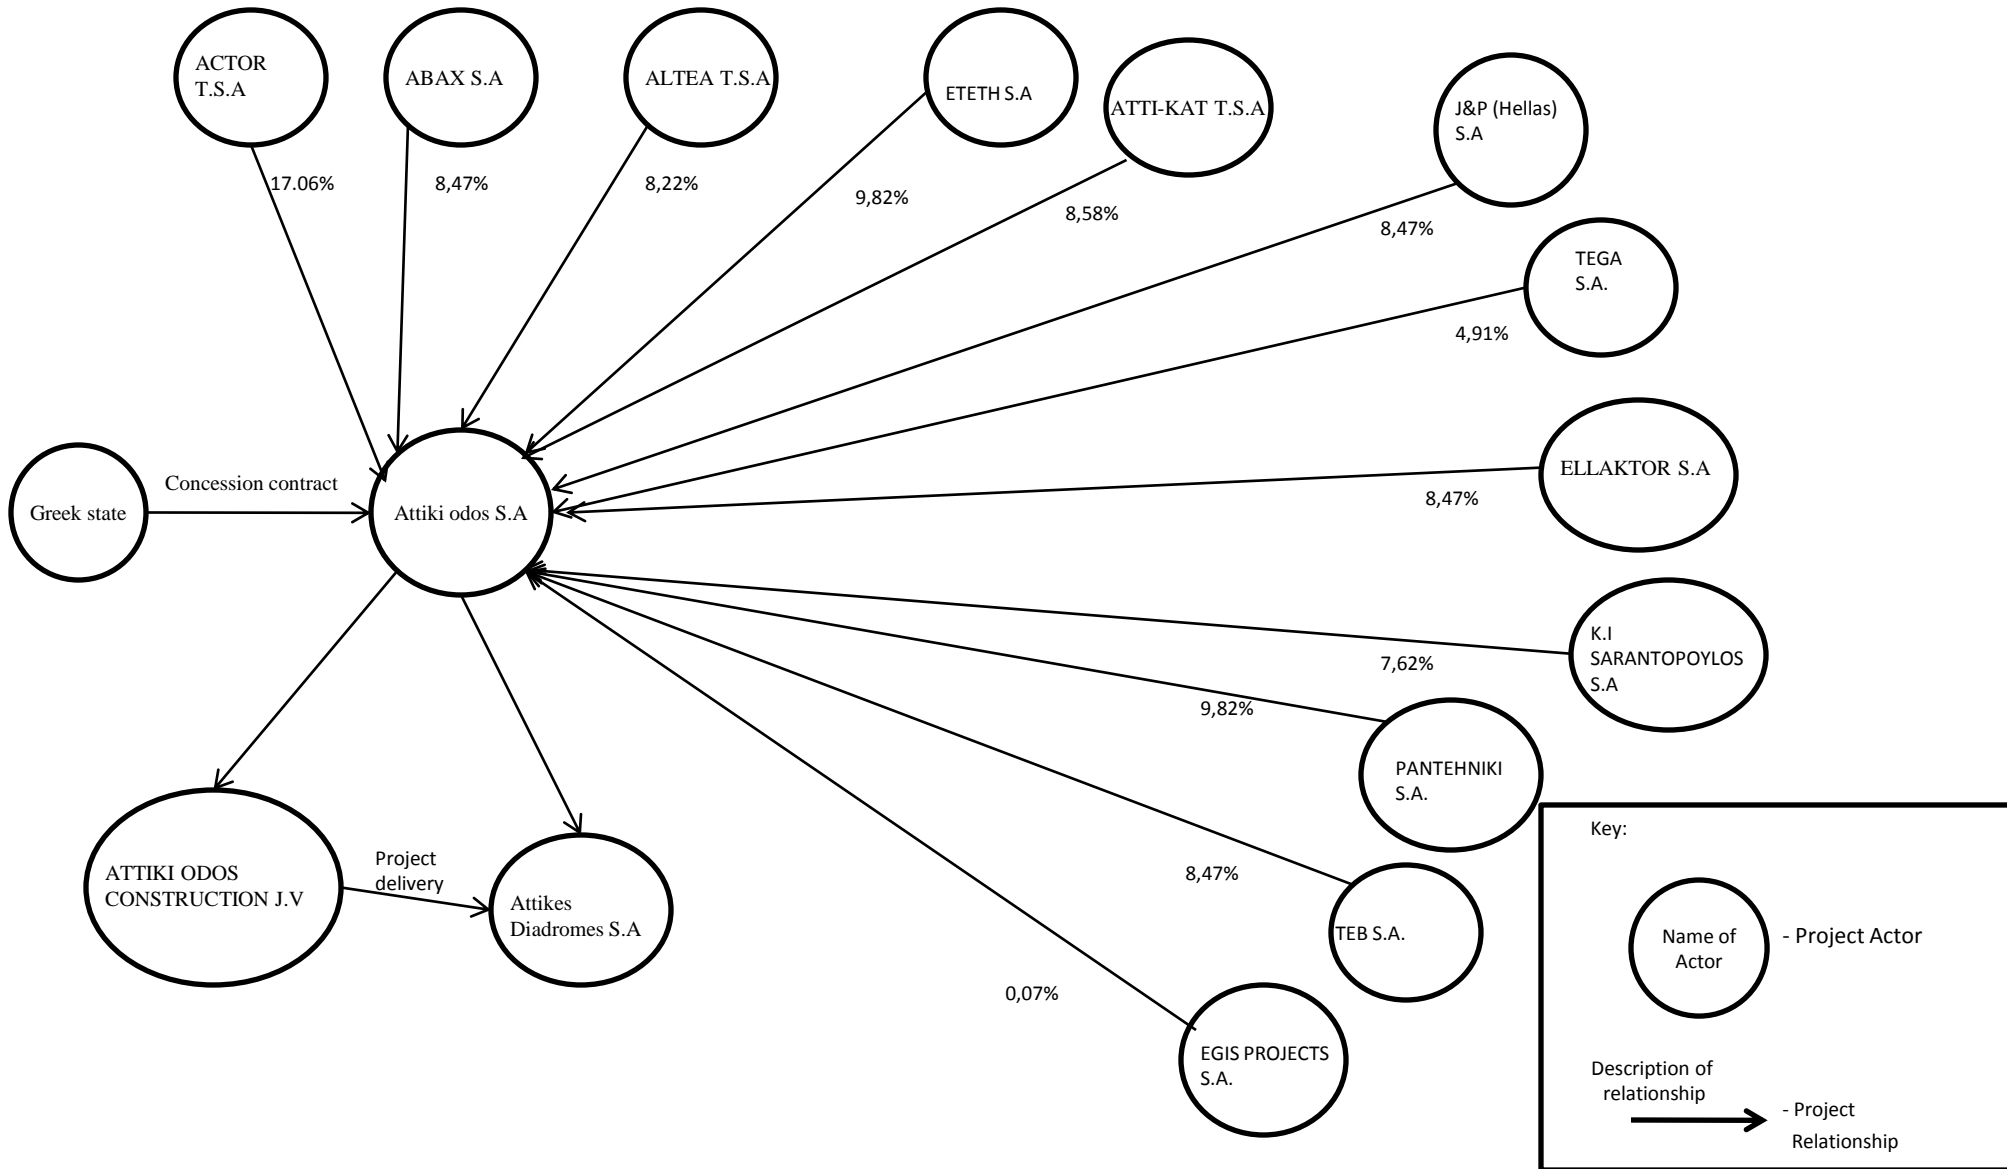 ACTOR
T.S.A
ABAX S.A
ALTEA T.S.A
ETETH S.A
ATTI-KAT T.S.A
J&P (Hellas)
S.A
17.06%
8,47%
8,22%
9,82%
8,58%
8,47%
TEGA
S.A.
4,91%
ELLAKTOR S.A
8,47%
Concession contract
Greek state
Attiki odos S.A
K.I
SARANTOPOYLOS
S.A
7,62%
9,82%
PANTEHNIKI
S.A.
8,47%
TEB S.A.
0,07%
EGIS PROJECTS
S.A.
ATTIKI ODOS
CONSTRUCTION J.V
Project
delivery
Attikes
Diadromes S.A
Key:
Name of
Actor
- Project Actor
Description of
relationship
- Project
Relationship